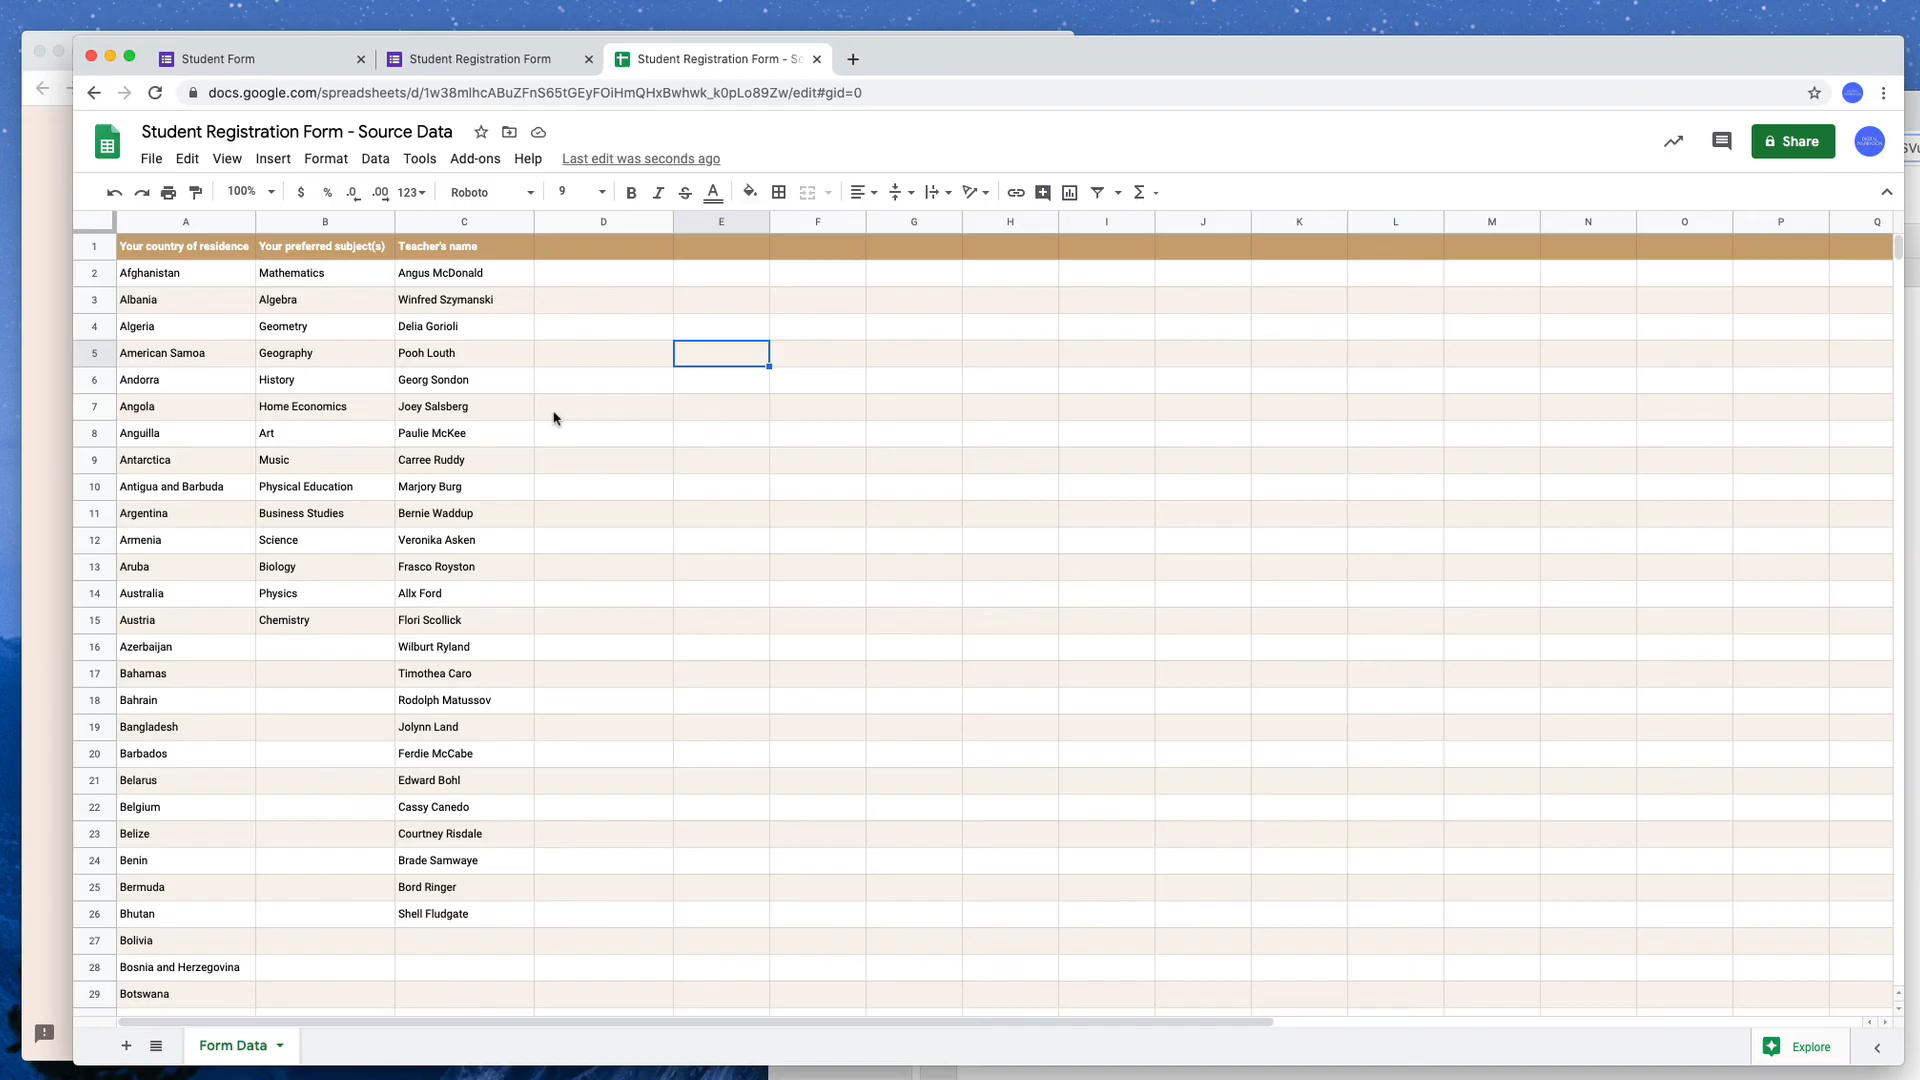 Student Form
Student Registration Form
Student Registration Form - So
docs.google.com/spreadsheets/d/1w38mlhcABuZFnS65tGEyFOiHmQHxBwhwk_k0pLo89Zw/edit#gid=0
Student Registration Form - Source Data
Share
File Edit View Insert Format Data Tools Add-ons Help Last edit was seconds ago
100% $ % .0 .00 123 Roboto 9 B I S A Σ
A B C D E F G H I J K L M N O P Q
1 Your country of residence Your preferred subject(s) Teacher's name
2 Afghanistan Mathematics Angus McDonald
3 Albania Algebra Winfred Szymanski
4 Algeria Geometry Delia Gorioli
5 American Samoa Geography Pooh Louth
6 Andorra History Georg Sondon
7 Angola Home Economics Joey Salsberg
8 Anguilla Art Paulie McKee
9 Antarctica Music Carree Ruddy
10 Antigua and Barbuda Physical Education Marjory Burg
11 Argentina Business Studies Bernie Waddup
12 Armenia Science Veronika Asken
13 Aruba Biology Frasco Royston
14 Australia Physics Allx Ford
15 Austria Chemistry Flori Scollick
16 Azerbaijan Wilburt Ryland
17 Bahamas Timothea Caro
18 Bahrain Rodolph Matussov
19 Bangladesh Jolynn Land
20 Barbados Ferdie McCabe
21 Belarus Edward Bohl
22 Belgium Cassy Canedo
23 Belize Courtney Risdale
24 Benin Brade Samwaye
25 Bermuda Bord Ringer
26 Bhutan Shell Fludgate
27 Bolivia
28 Bosnia and Herzegovina
29 Botswana
Form Data
Explore